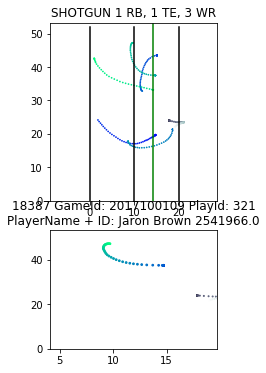 SHOTGUN 1 RB, 1 TE, 3 WR
50
40
30
20
10
0
0 10 20
18387 GameId: 2017100109 PlayId: 321
PlayerName + ID: Jaron Brown 2541966.0
40
20
0
5 10 15